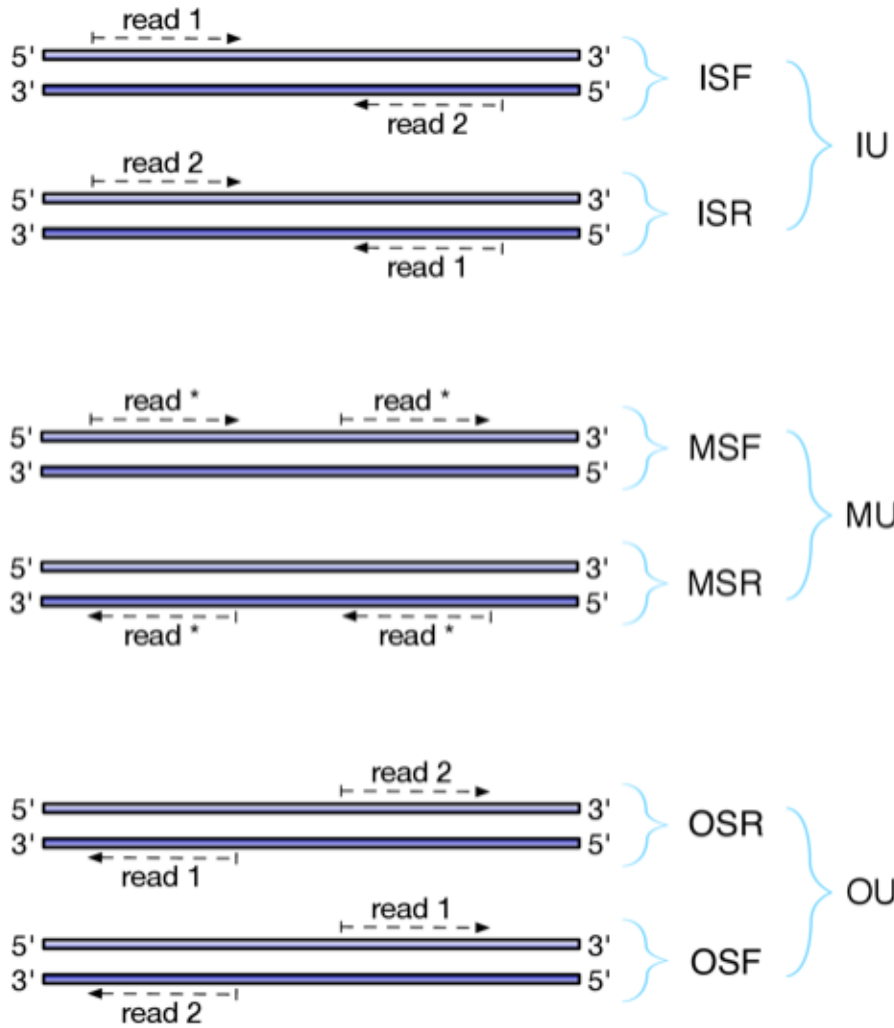 read 1
5' 3'
ISF
3' 5'
read 2
IU
read 2
5' 3'
ISR
3' 5'
read 1
read * read *
5' 3'
MSF
3' 5'
MU
5' 3'
MSR
3' 5'
read * read *
read 2
5' 3'
OSR
3' 5'
read 1
OU
read 1
5' 3'
OSF
3' 5'
read 2